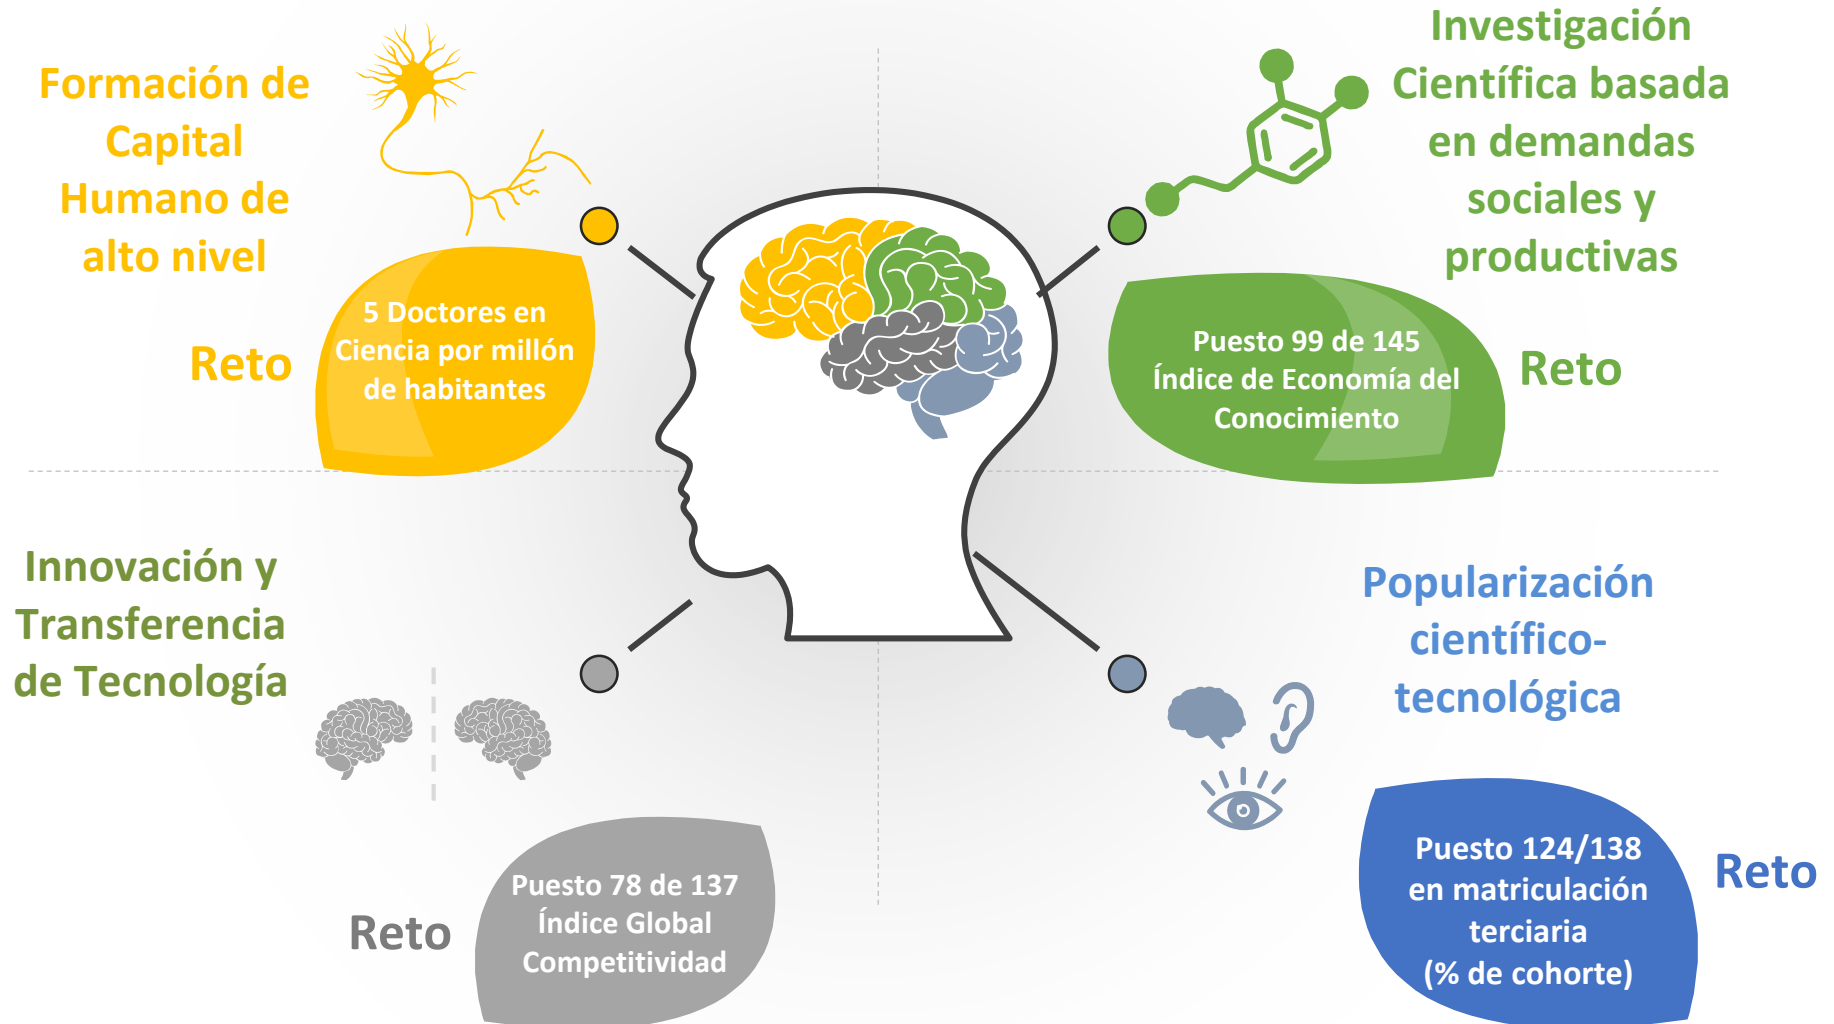 Formación de
Capital
Humano de
alto nivel
Reto
5 Doctores en
Ciencia por millón
de habitantes
Investigación
Científica basada
en demandas
sociales y
productivas
Puesto 99 de 145
Índice de Economía del
Conocimiento
Reto
Innovación y
Transferencia
de Tecnología
Reto
Puesto 78 de 137
Índice Global
Competitividad
Popularización
científico-
tecnológica
Puesto 124/138
en matriculación
terciaria
(% de cohorte)
Reto